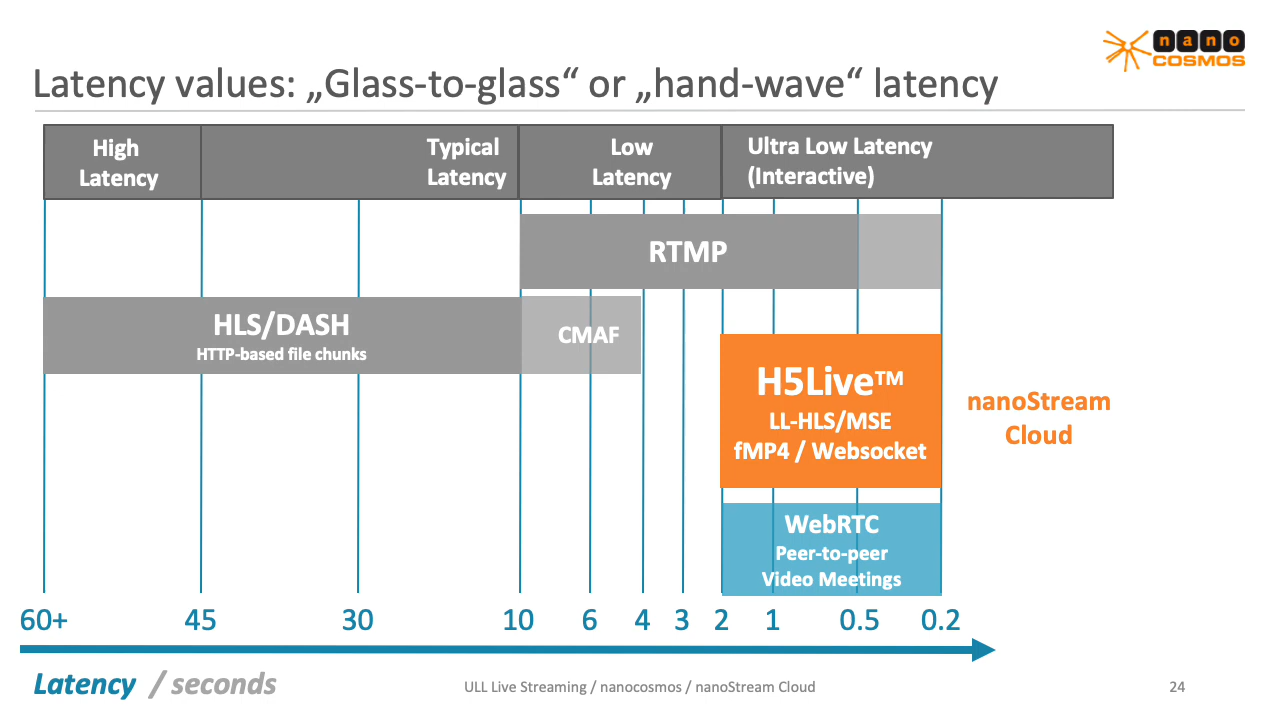 nano
COSMOS
Latency values: „Glass-to-glass“ or „hand-wave“ latency
High
Latency
Typical
Latency
Low
Latency
Ultra Low Latency
(Interactive)
RTMP
HLS/DASH
HTTP-based file chunks
CMAF
H5Live™
LL-HLS/MSE
fMP4 / Websocket
nanoStream
Cloud
WebRTC
Peer-to-peer
Video Meetings
60+ 45 30 10 6 4 3 2 1 0.5 0.2
Latency / seconds
ULL Live Streaming / nanocosmos / nanoStream Cloud
24